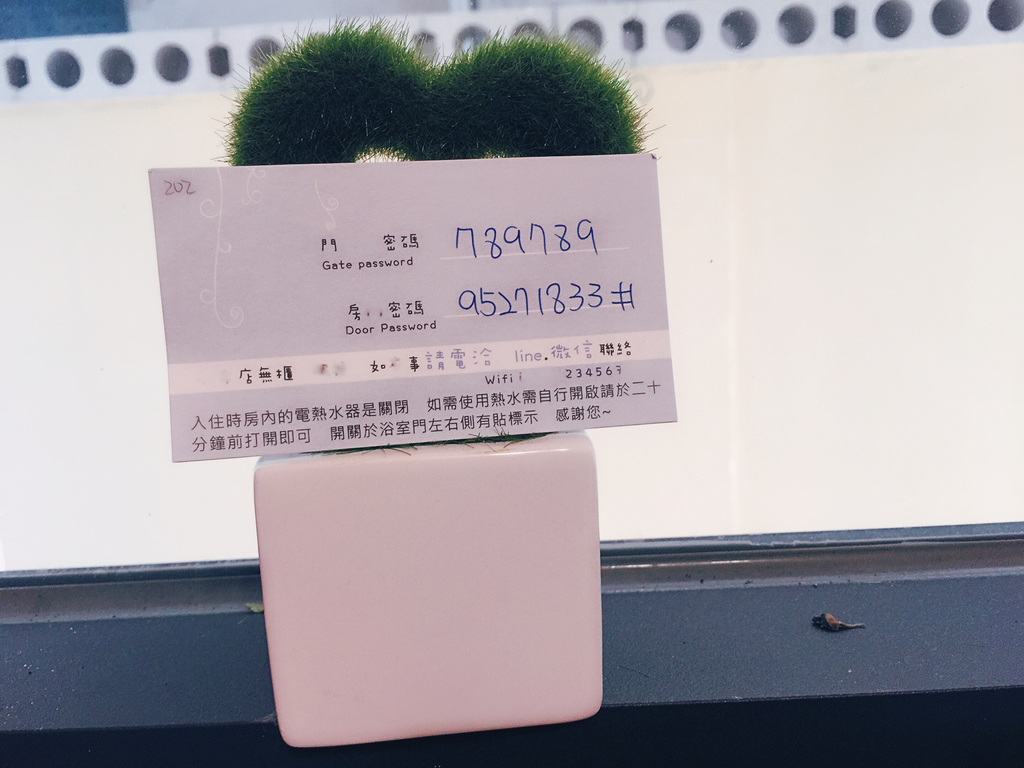 202
門 密碼 789789
Gate password
房 密碼 95271833#
Door Password
店無櫃 如 事請電洽 line.微信聯絡
Wifi 234567
入住時房內的電熱水器是關閉 如需使用熱水需自行開啟請於二十
分鐘前打開即可 開關於浴室門左右側有貼標示 感謝您~